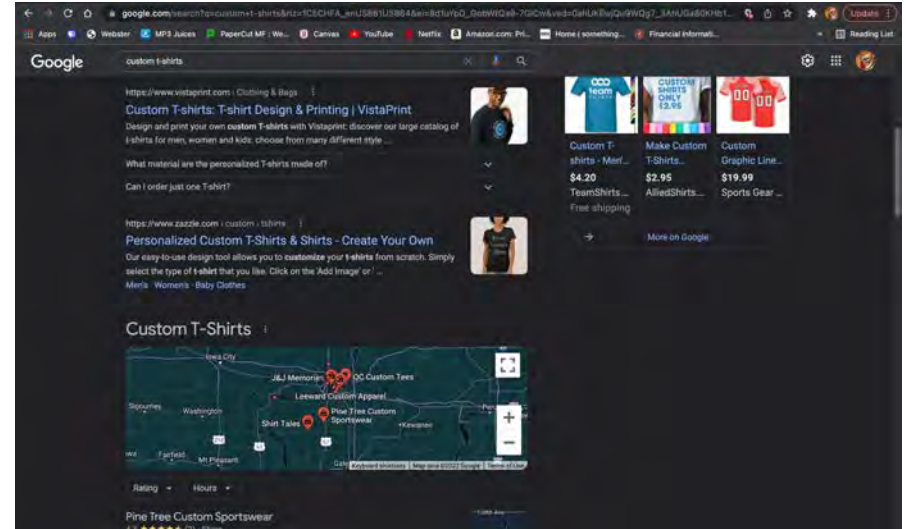 Update
Apps
Webster
MP3 Juices
PaperCut MF : We...
Canvas
YouTube
Netflix
Amazon.com: Pri...
Home | something...
Financial Informati...
Reading List
Google
custom t-shirts
https://www.vistaprint.com › Clothing & Bags
Custom T-shirts: T-shirt Design & Printing | VistaPrint
Design and print your own custom T-shirts with Vistaprint: discover our large catalog of
t-shirts for men, women and kids: choose from many different style ...
What material are the personalized T-shirts made of?
Can I order just one T-shirt?
https://www.zazzle.com › custom › tshirts
Personalized Custom T-Shirts & Shirts - Create Your Own
Our easy-to-use design tool allows you to customize your t-shirts from scratch. Simply
select the type of t-shirt that you like. Click on the 'Add Image' or ' ...
Men's · Women's · Baby Clothes
team
CUSTOM
SHIRTS
ONLY
$2.95
00 00
Custom T-
shirts - Men'...
$4.20
TeamShirts...
Free shipping
Make Custom
T-Shirts...
$2.95
AlliedShirts...
Custom
Graphic Line...
$19.99
Sports Gear ...
More on Google
Custom T-Shirts
Iowa City
J&J Memories
OC Custom Tees
Leeward Custom Apparel
Sigourney
Washington
Pine Tree Custom
Sportswear
Shirt Tales
Kewanee
Fairfield
Mt Pleasant
Keyboard shortcuts
Map data ©2022 Google
Terms of Use
Rating
Hours
Pine Tree Custom Sportswear